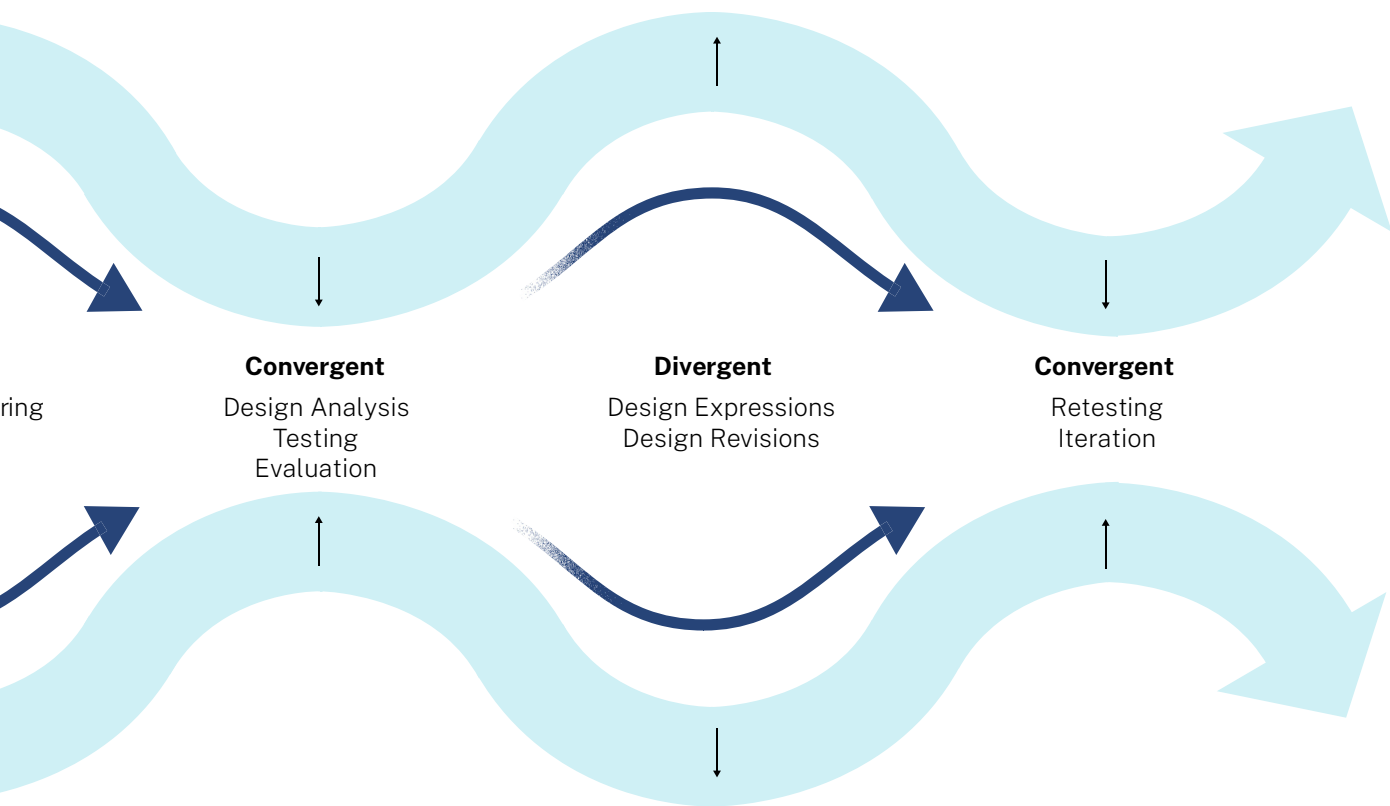 ring
Convergent
Design Analysis
Testing
Evaluation
Divergent
Design Expressions
Design Revisions
Convergent
Retesting
Iteration